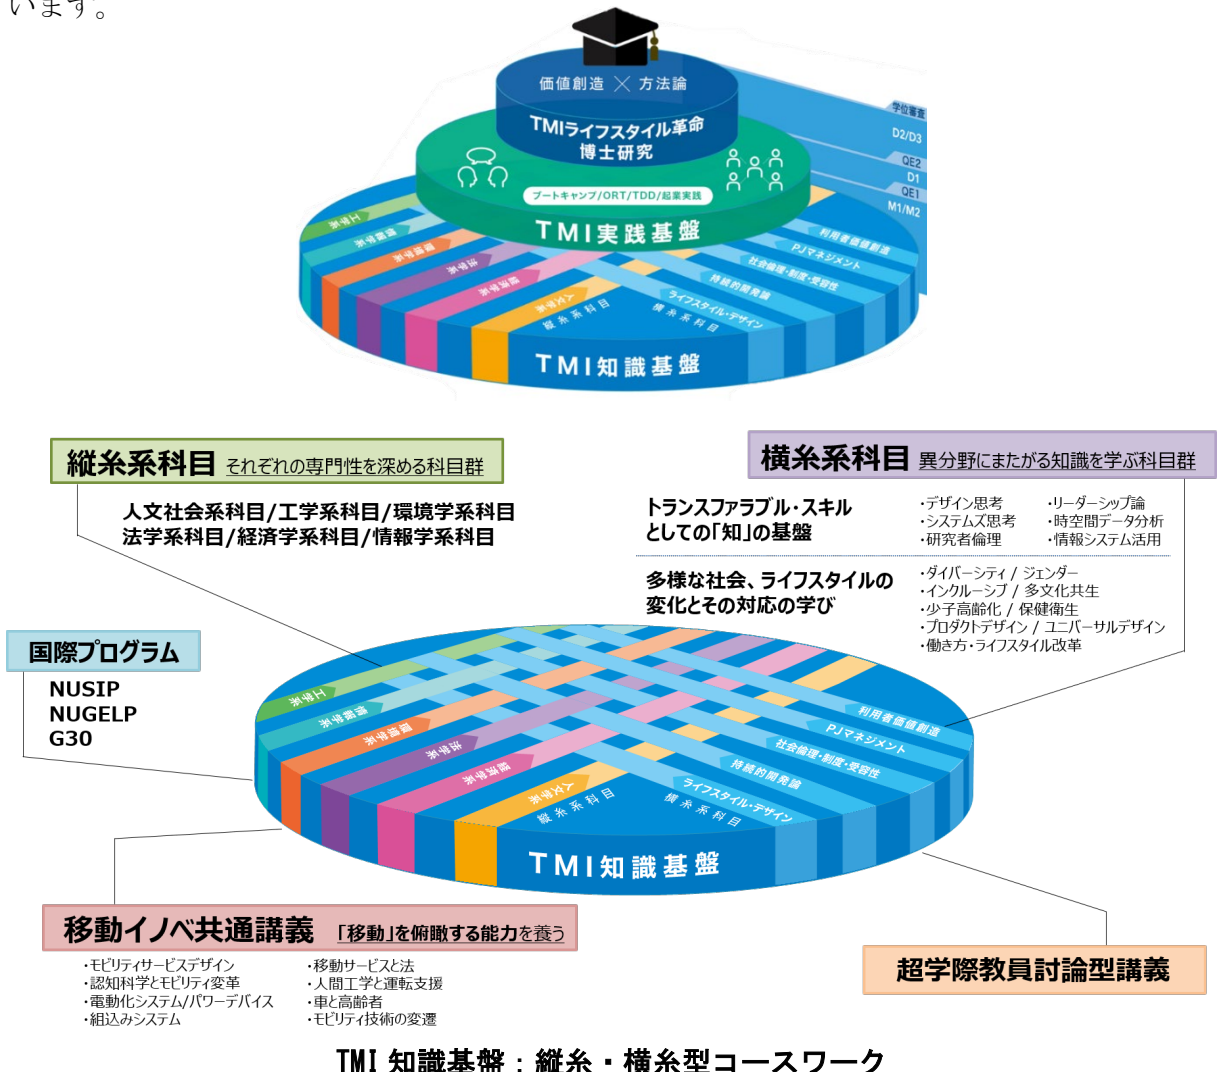 います。
価値創造 × 方法論
TMIライフスタイル革命
博士研究
ブートキャンプ/ORT/TDD/起業実践
TMI実践基盤
学位審査
D2/D3
QE2
D1
QE1
M1/M2
工学系
情報学系
環境学系
法学系
経済学系
人文学系
縦糸系科目
利用者価値創造
PJマネジメント
社会倫理・制度・受容性
持続的開発論
ライフスタイル・デザイン
横糸系科目
TMI知識基盤
縦糸系科目 それぞれの専門性を深める科目群
人文社会系科目/工学系科目/環境学系科目
法学系科目/経済学系科目/情報学系科目
横糸系科目 異分野にまたがる知識を学ぶ科目群
トランスファラブル・スキル
としての「知」の基盤
・デザイン思考 ・リーダーシップ論
・システムズ思考 ・時空間データ分析
・研究者倫理 ・情報システム活用
多様な社会、ライフスタイルの
変化とその対応の学び
・ダイバーシティ / ジェンダー
・インクルーシブ / 多文化共生
・少子高齢化 / 保健衛生
・プロダクトデザイン / ユニバーサルデザイン
・働き方・ライフスタイル改革
国際プログラム
NUSIP
NUGELP
G30
工学系
情報学系
環境学系
法学系
経済学系
人文学系
縦糸系科目
利用者価値創造
PJマネジメント
社会倫理・制度・受容性
持続的開発論
ライフスタイル・デザイン
横糸系科目
TMI知識基盤
移動イノベ共通講義 「移動」を俯瞰する能力を養う
・モビリティサービスデザイン ・移動サービスと法
・認知科学とモビリティ変革 ・人間工学と運転支援
・電動化システム/パワーデバイス ・車と高齢者
・組込みシステム ・モビリティ技術の変遷
超学際教員討論型講義
TMI 知識基盤：縦糸・横糸型コースワーク